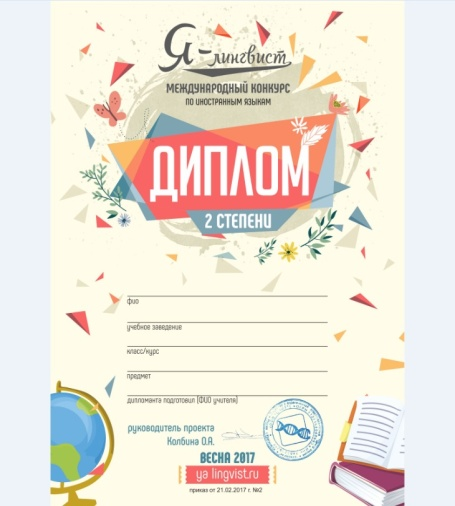 Я-лингвист
МЕЖДУНАРОДНЫЙ КОНКУРС
ПО ИНОСТРАННЫМ ЯЗЫКАМ
ДИПЛОМ
2 СТЕПЕНИ
фио
учебное заведение
класс/курс
предмет
дипломанта подготовил (ФИО учителя)
руководитель проекта
Колбина О.А.
ВЕСНА 2017
ya lingvist.ru
приказ от 21.02.2017 г. №2